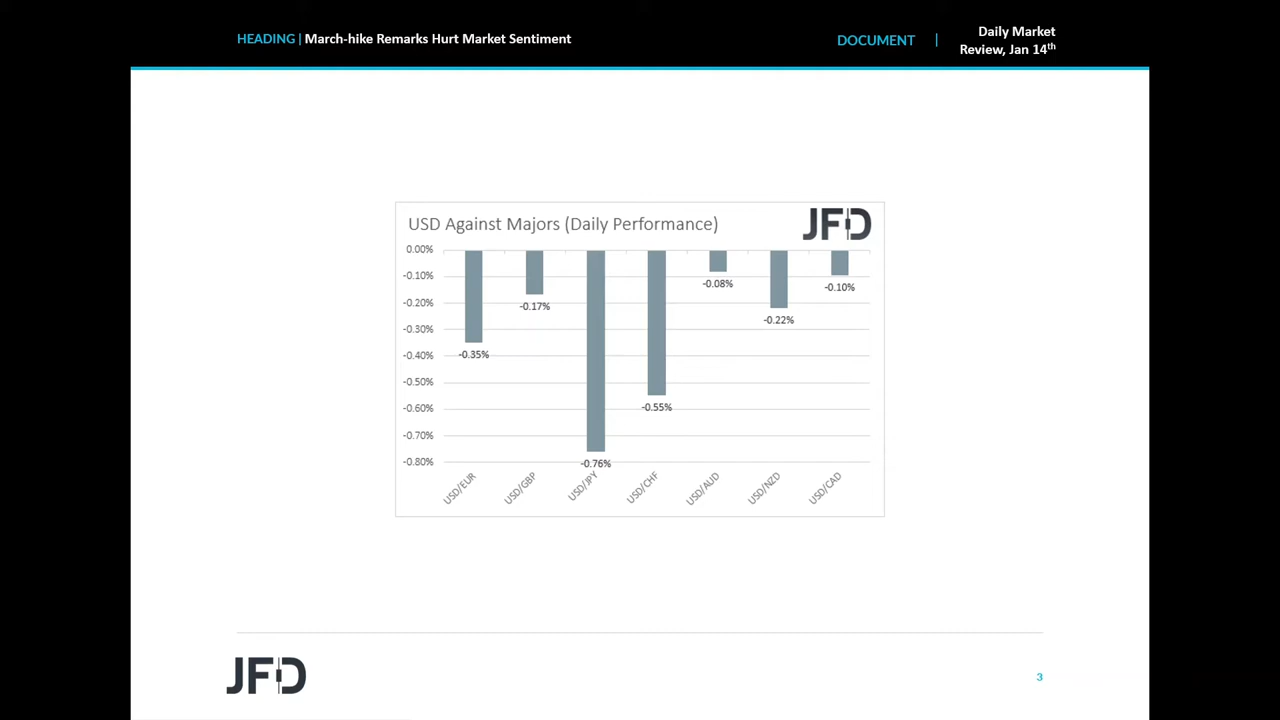 HEADING | March-hike Remarks Hurt Market Sentiment
DOCUMENT | Daily Market
Review, Jan 14th
USD Against Majors (Daily Performance)
JFD
0.00%
-0.10%
-0.20%
-0.30%
-0.40%
-0.50%
-0.60%
-0.70%
-0.80%
-0.35%
-0.17%
-0.76%
-0.55%
-0.08%
-0.22%
-0.10%
USD/EUR
USD/GBP
USD/JPY
USD/CHF
USD/AUD
USD/NZD
USD/CAD
JFD
3